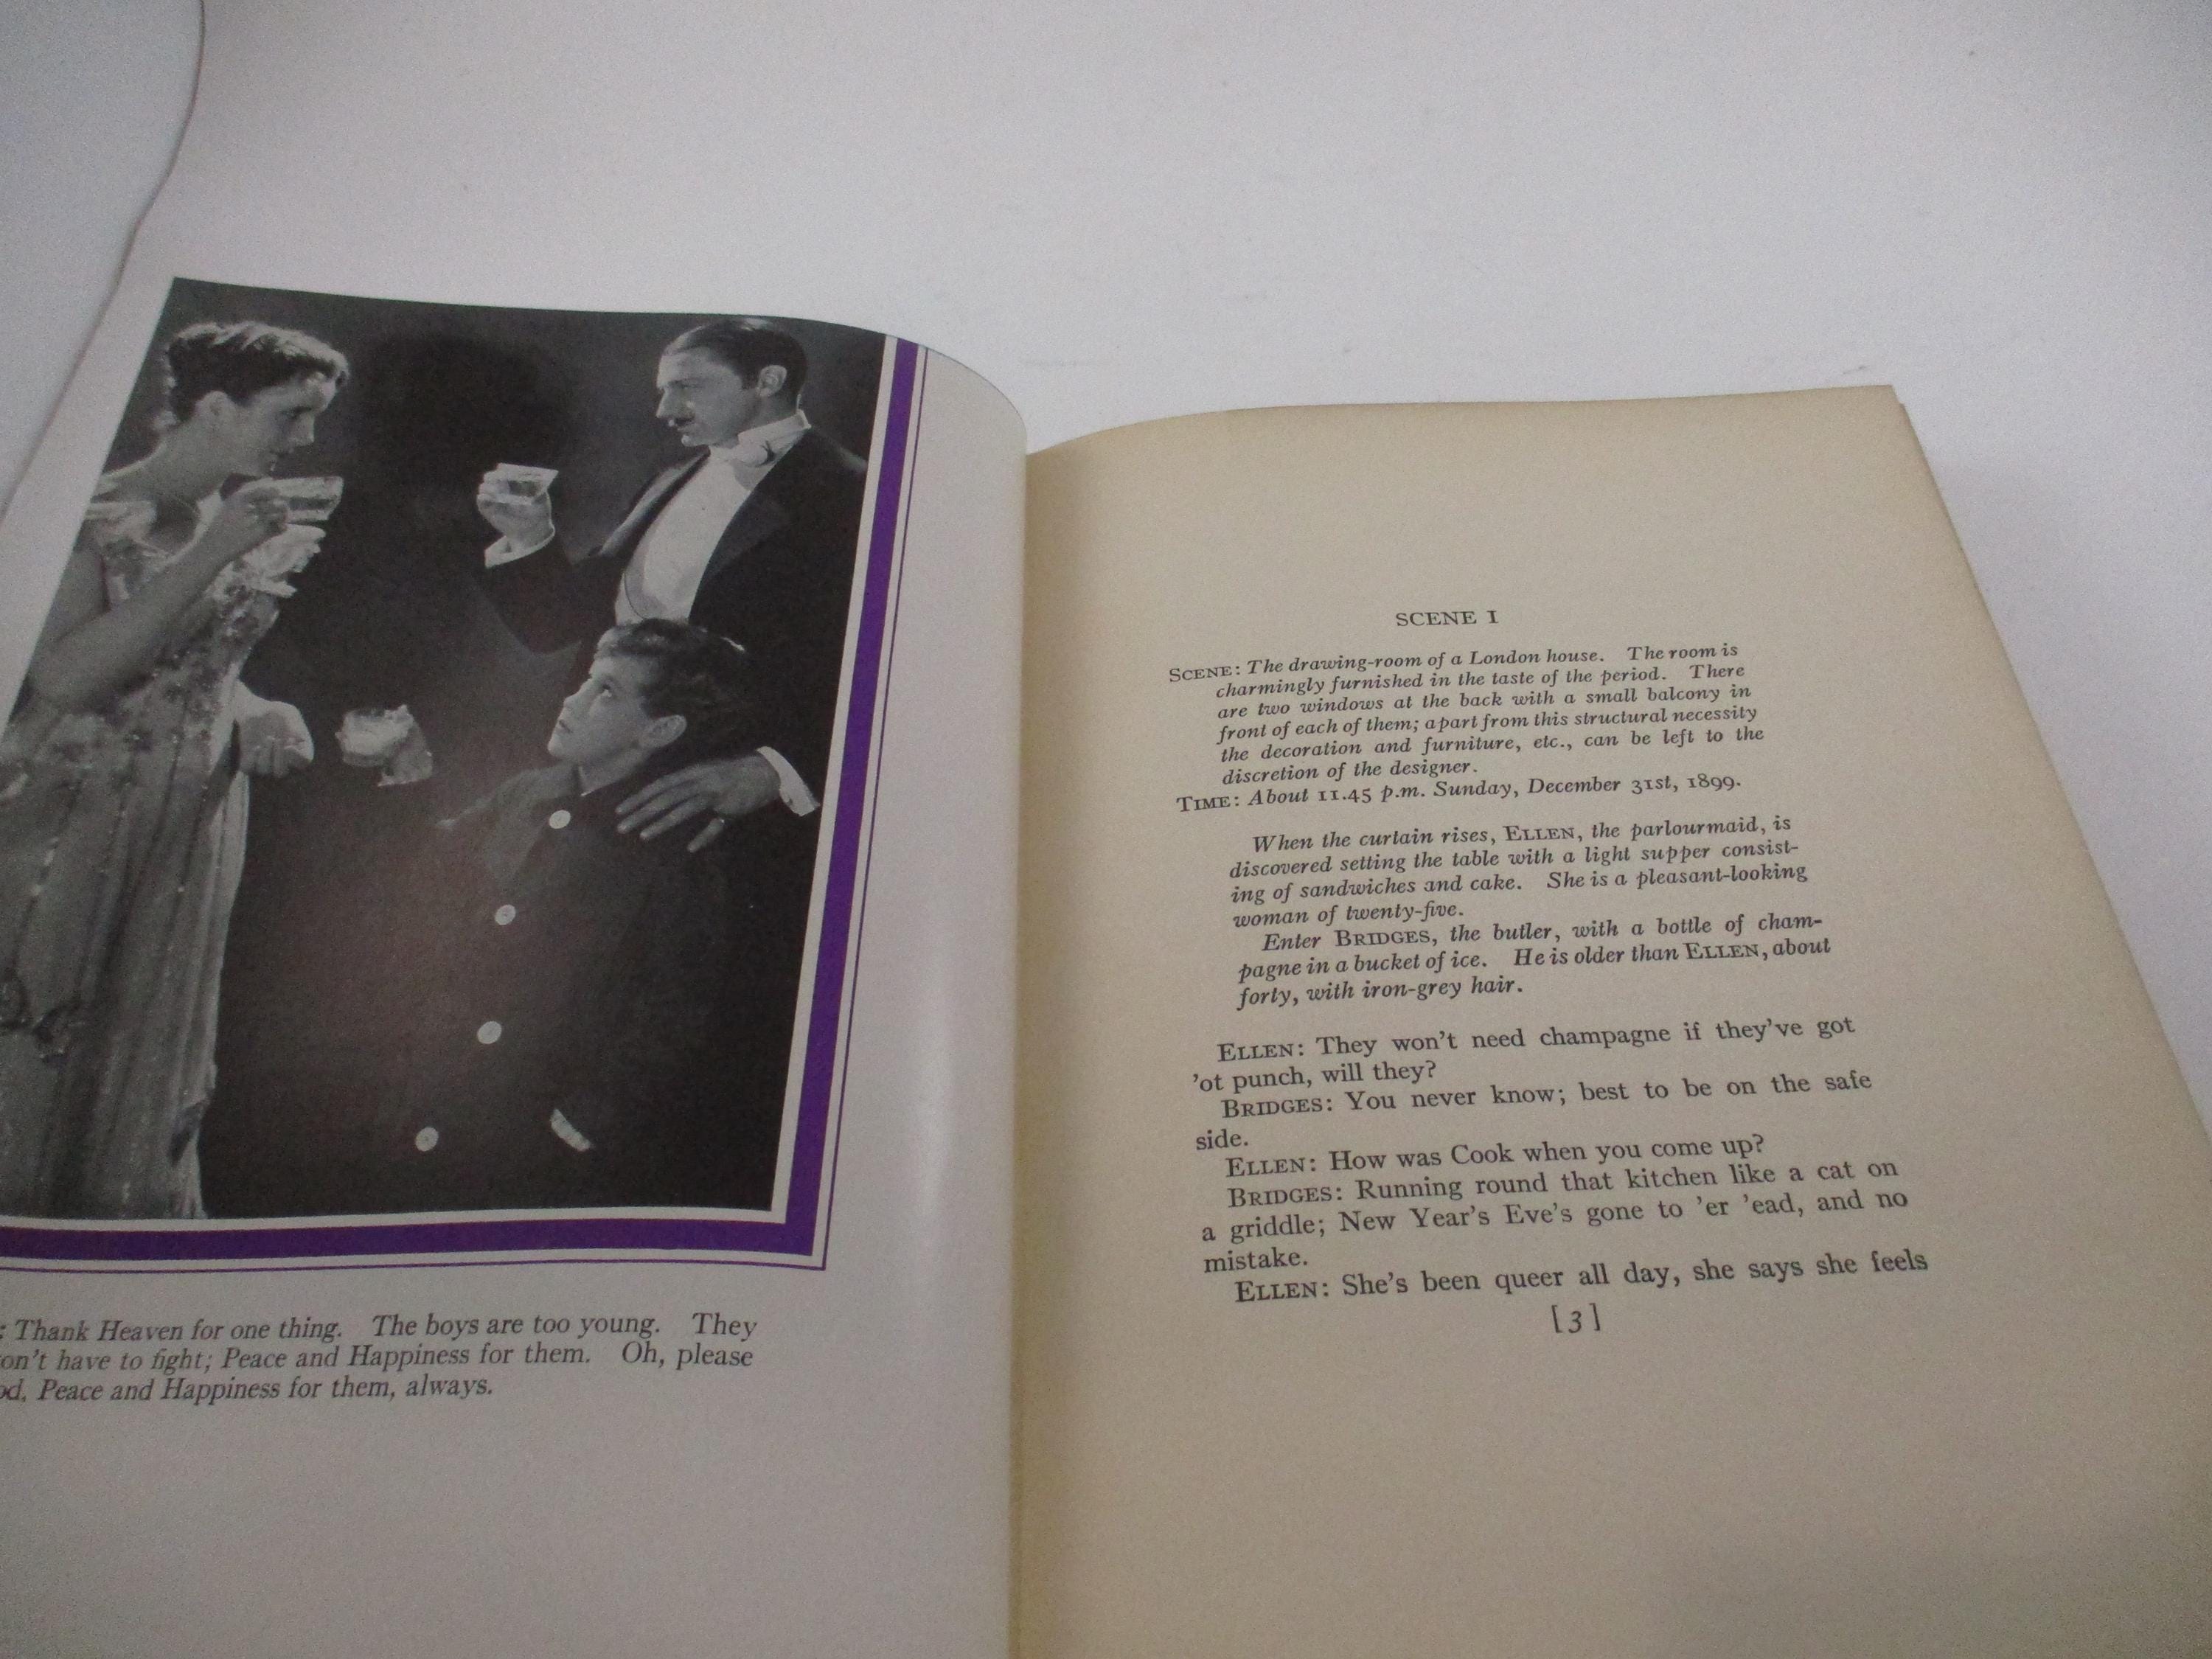 : Thank Heaven for one thing. The boys are too young. They
on't have to fight; Peace and Happiness for them. Oh, please
od, Peace and Happiness for them, always.
SCENE I
SCENE: The drawing-room of a London house. The room is
charmingly furnished in the taste of the period. There
are two windows at the back with a small balcony in
front of each of them; apart from this structural necessity
the decoration and furniture, etc., can be left to the
discretion of the designer.
TIME: About 11.45 p.m. Sunday, December 31st, 1899.
When the curtain rises, ELLEN, the parlourmaid, is
discovered setting the table with a light supper consist-
ing of sandwiches and cake. She is a pleasant-looking
woman of twenty-five.
Enter BRIDGES, the butler, with a bottle of cham-
pagne in a bucket of ice. He is older than ELLEN, about
forty, with iron-grey hair.
ELLEN: They won't need champagne if they've got
'ot punch, will they?
BRIDGES: You never know; best to be on the safe
side.
ELLEN: How was Cook when you come up?
BRIDGES: Running round that kitchen like a cat on
a griddle; New Year's Eve's gone to 'er 'ead, and no
mistake.
ELLEN: She's been queer all day, she says she feels
[3]